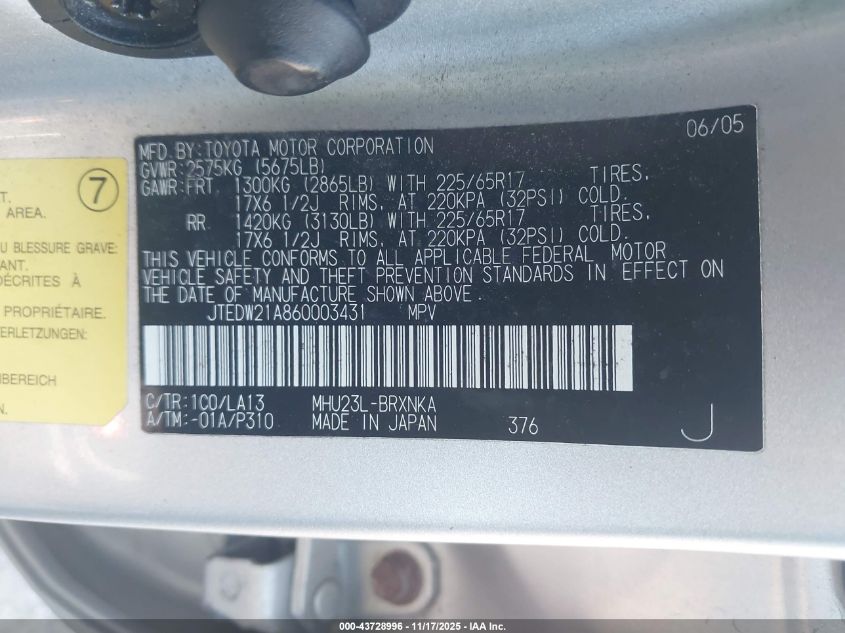 06/05
MFD.BY:TOYOTA MOTOR CORPORATION
GVWR:2575KG (5675LB)
GAWR:FRT 1300KG (2865LB) WITH 225/65R17 TIRES,
17X6 1/2J RIMS, AT 220KPA (32PSI) COLD.
RR 1420KG (3130LB) WITH 225/65R17 TIRES,
17X6 1/2J RIMS, AT 220KPA (32PSI) COLD.
THIS VEHICLE CONFORMS TO ALL APPLICABLE FEDERAL MOTOR
VEHICLE SAFETY AND THEFT PREVENTION STANDARDS IN EFFECT ON
THE DATE OF MANUFACTURE SHOWN ABOVE.
JTEDW21A860003431 MPV
C/TR:1C0/LA13 MHU23L-BRXNKA
A/TM:-01A/P310 MADE IN JAPAN 376 J
7
T.
AREA.
U BLESSURE GRAVE:
ANT.
DÉCRITES À
PROPRIÉTAIRE.
ERLETZUNGEN:
NBEREICH
N.
000-43728996 - 11/17/2025 - IAA Inc.